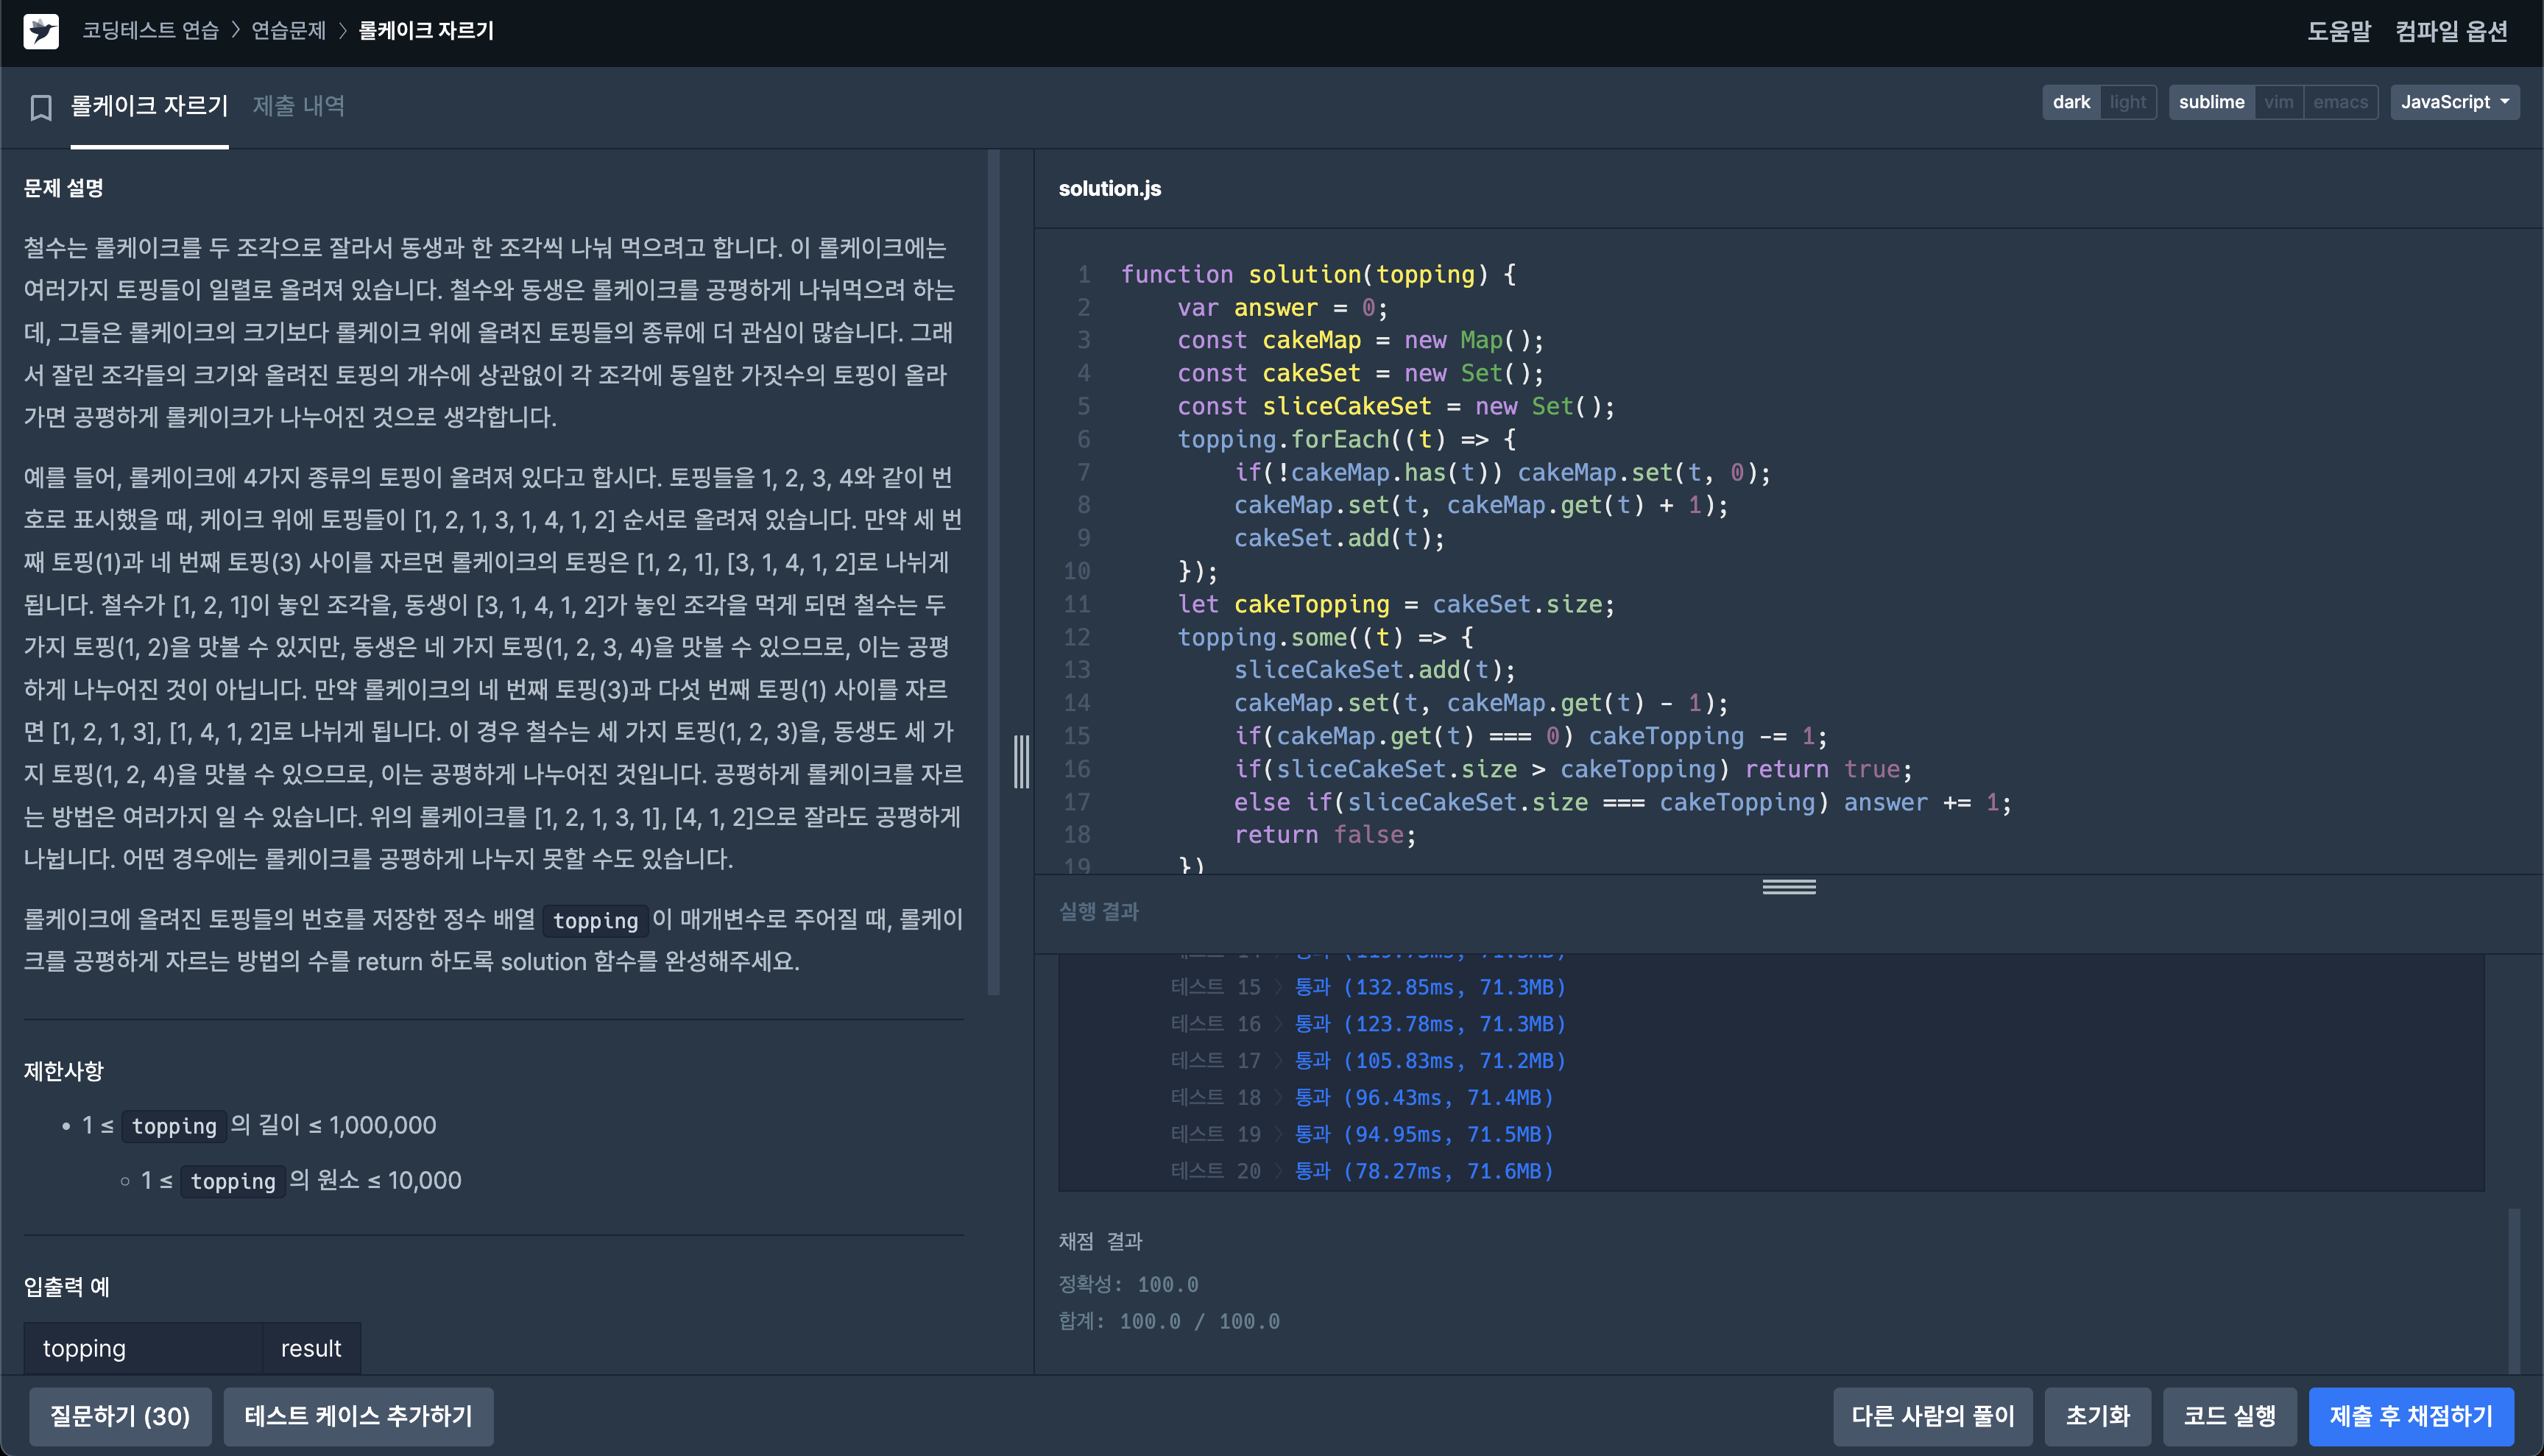 코딩테스트 연습 > 연습문제 > 롤케이크 자르기
도움말 컴파일 옵션
롤케이크 자르기 제출 내역
dark light sublime vim emacs JavaScript
문제 설명
철수는 롤케이크를 두 조각으로 잘라서 동생과 한 조각씩 나눠 먹으려고 합니다. 이 롤케이크에는
여러가지 토핑들이 일렬로 올려져 있습니다. 철수와 동생은 롤케이크를 공평하게 나눠먹으려 하는
데, 그들은 롤케이크의 크기보다 롤케이크 위에 올려진 토핑들의 종류에 더 관심이 많습니다. 그래
서 잘린 조각들의 크기와 올려진 토핑의 개수에 상관없이 각 조각에 동일한 가짓수의 토핑이 올라
가면 공평하게 롤케이크가 나누어진 것으로 생각합니다.
예를 들어, 롤케이크에 4가지 종류의 토핑이 올려져 있다고 합시다. 토핑들을 1, 2, 3, 4와 같이 번
호로 표시했을 때, 케이크 위에 토핑들이 [1, 2, 1, 3, 1, 4, 1, 2] 순서로 올려져 있습니다. 만약 세 번
째 토핑(1)과 네 번째 토핑(3) 사이를 자르면 롤케이크의 토핑은 [1, 2, 1], [3, 1, 4, 1, 2]로 나뉘게
됩니다. 철수가 [1, 2, 1]이 놓인 조각을, 동생이 [3, 1, 4, 1, 2]가 놓인 조각을 먹게 되면 철수는 두
가지 토핑(1, 2)을 맛볼 수 있지만, 동생은 네 가지 토핑(1, 2, 3, 4)을 맛볼 수 있으므로, 이는 공평
하게 나누어진 것이 아닙니다. 만약 롤케이크의 네 번째 토핑(3)과 다섯 번째 토핑(1) 사이를 자르
면 [1, 2, 1, 3], [1, 4, 1, 2]로 나뉘게 됩니다. 이 경우 철수는 세 가지 토핑(1, 2, 3)을, 동생도 세 가
지 토핑(1, 2, 4)을 맛볼 수 있으므로, 이는 공평하게 나누어진 것입니다. 공평하게 롤케이크를 자르
는 방법은 여러가지 일 수 있습니다. 위의 롤케이크를 [1, 2, 1, 3, 1], [4, 1, 2]으로 잘라도 공평하게
나뉩니다. 어떤 경우에는 롤케이크를 공평하게 나누지 못할 수도 있습니다.
롤케이크에 올려진 토핑들의 번호를 저장한 정수 배열 topping이 매개변수로 주어질 때, 롤케이
크를 공평하게 자르는 방법의 수를 return 하도록 solution 함수를 완성해주세요.
제한사항
• 1 ≤ topping의 길이 ≤ 1,000,000
◦ 1 ≤ topping의 원소 ≤ 10,000
입출력 예
topping result
solution.js
1 function solution(topping) {
2 var answer = 0;
3 const cakeMap = new Map();
4 const cakeSet = new Set();
5 const sliceCakeSet = new Set();
6 topping.forEach((t) => {
7 if(!cakeMap.has(t)) cakeMap.set(t, 0);
8 cakeMap.set(t, cakeMap.get(t) + 1);
9 cakeSet.add(t);
10 });
11 let cakeTopping = cakeSet.size;
12 topping.some((t) => {
13 sliceCakeSet.add(t);
14 cakeMap.set(t, cakeMap.get(t) - 1);
15 if(cakeMap.get(t) === 0) cakeTopping -= 1;
16 if(sliceCakeSet.size > cakeTopping) return true;
17 else if(sliceCakeSet.size === cakeTopping) answer += 1;
18 return false;
19 })
실행 결과
테스트 15 > 통과 (132.85ms, 71.3MB)
테스트 16 > 통과 (123.78ms, 71.3MB)
테스트 17 > 통과 (105.83ms, 71.2MB)
테스트 18 > 통과 (96.43ms, 71.4MB)
테스트 19 > 통과 (94.95ms, 71.5MB)
테스트 20 > 통과 (78.27ms, 71.6MB)
채점 결과
정확성: 100.0
합계: 100.0 / 100.0
질문하기 (30) 테스트 케이스 추가하기
다른 사람의 풀이 초기화 코드 실행 제출 후 채점하기